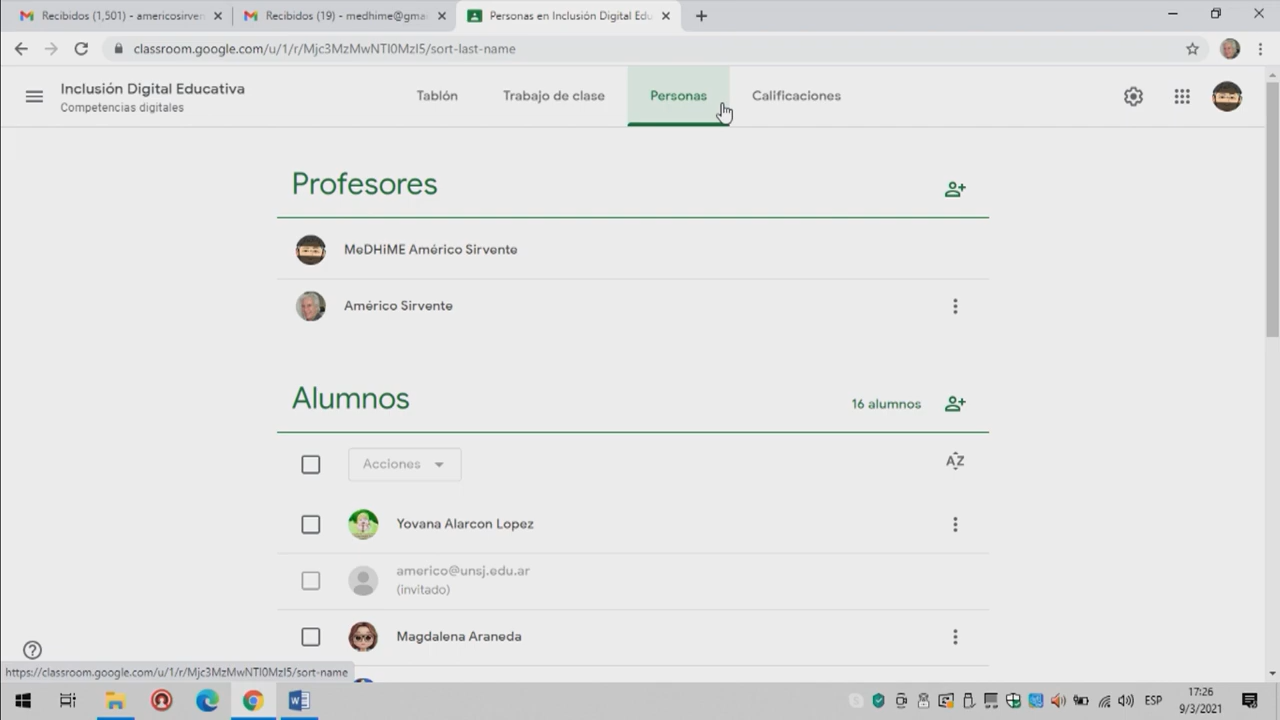 Recibidos (1,501) - americosirven
Recibidos (19) - medhime@gmai
Personas en Inclusión Digital Edu
classroom.google.com/u/1/r/Mjc3MzMwNTI0MzI5/sort-last-name
Inclusión Digital Educativa
Competencias digitales
Tablón
Trabajo de clase
Personas
Calificaciones
Profesores
MeDHiME Américo Sirvente
Américo Sirvente
Alumnos
16 alumnos
Acciones
AZ
Yovana Alarcon Lopez
americo@unsj.edu.ar
(invitado)
Magdalena Araneda
https://classroom.google.com/u/1/r/Mjc3MzMwNTI0MzI5/sort-name
ESP
17:26
9/3/2021